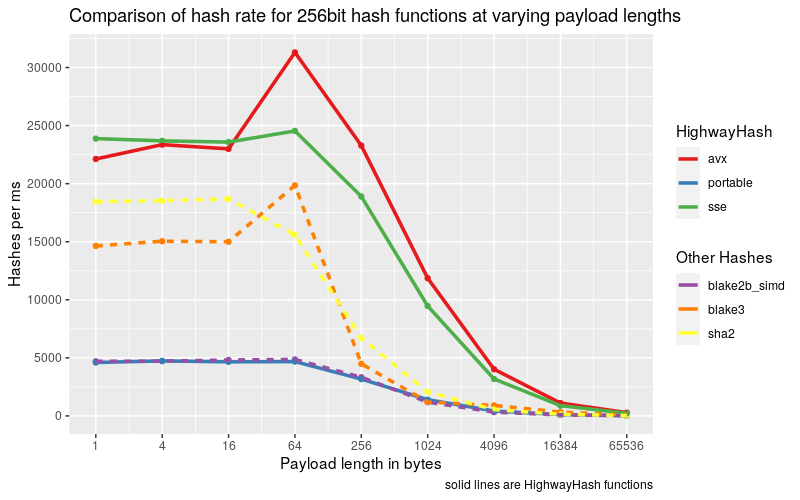 Comparison of hash rate for 256bit hash functions at varying payload lengths
Hashes per ms
30000
25000
20000
15000
10000
5000
0
1 4 16 64 256 1024 4096 16384 65536
Payload length in bytes
solid lines are HighwayHash functions
HighwayHash
avx
portable
sse
Other Hashes
blake2b_simd
blake3
sha2